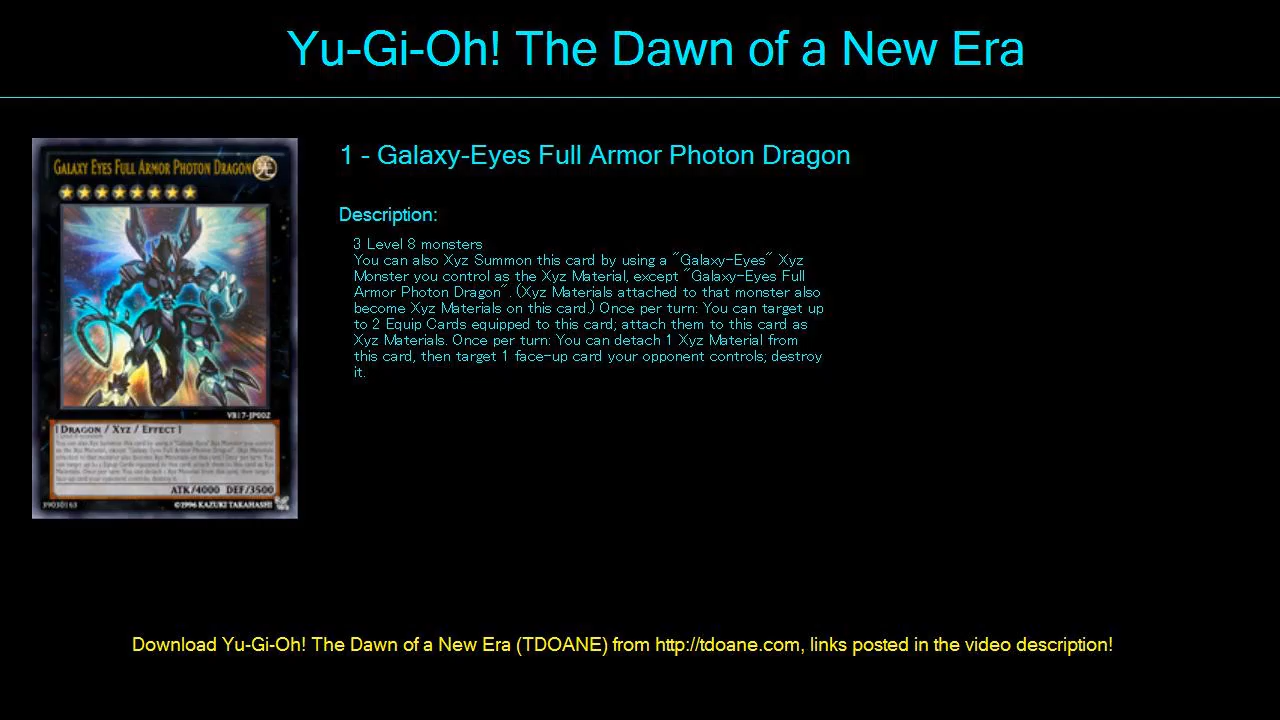 Yu-Gi-Oh! The Dawn of a New Era
GALAXY EYES FULL ARMOR PHOTON DRAGON
光
1 - Galaxy-Eyes Full Armor Photon Dragon
Description:
3 Level 8 monsters
You can also Xyz Summon this card by using a "Galaxy-Eyes" Xyz
Monster you control as the Xyz Material, except "Galaxy-Eyes Full
Armor Photon Dragon". (Xyz Materials attached to that monster also
become Xyz Materials on this card.) Once per turn: You can target up
to 2 Equip Cards equipped to this card; attach them to this card as
Xyz Materials. Once per turn: You can detach 1 Xyz Material from
this card, then target 1 face-up card your opponent controls; destroy
it.
VB17-JP002
[DRAGON / XYZ / EFFECT]
ATK/4000 DEF/3500
39030163
©1996 KAZUKI TAKAHASHI
Download Yu-Gi-Oh! The Dawn of a New Era (TDOANE) from http://tdoane.com, links posted in the video description!